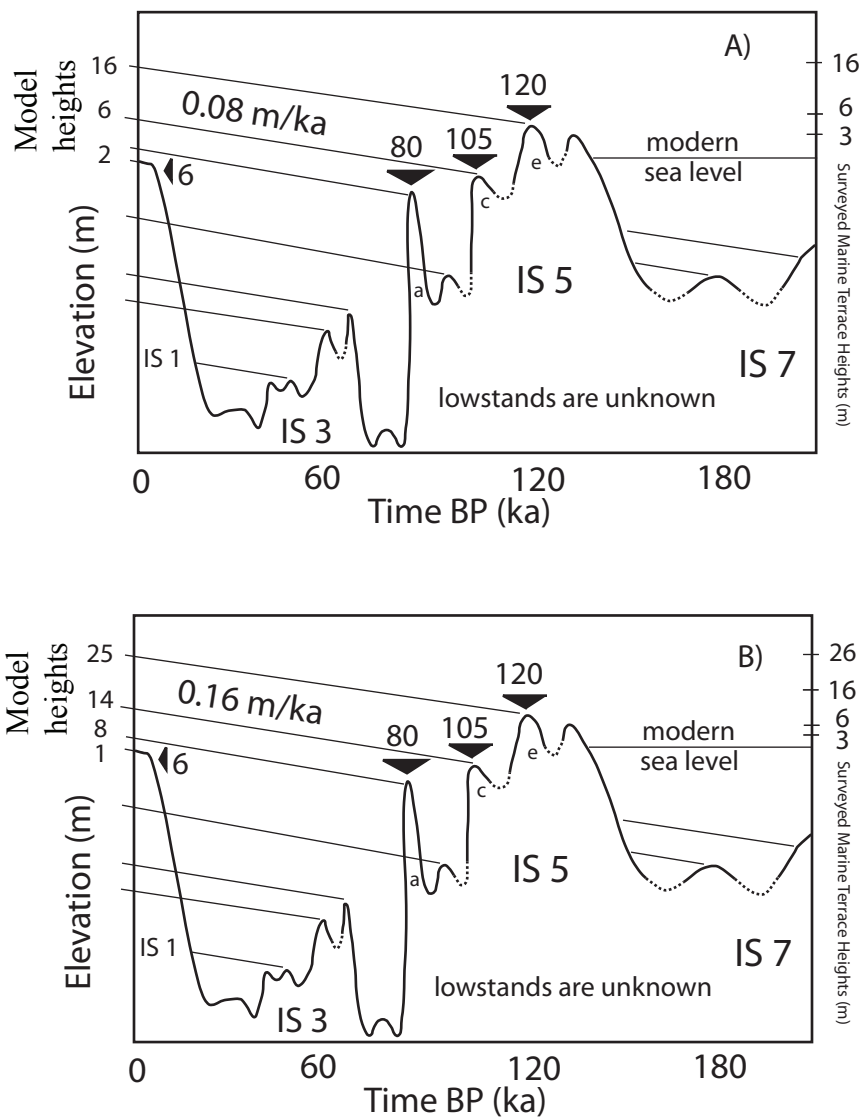 A)
Model
heights
16
6
2
0.08 m/ka
120
105
80
6
16
6
3
modern
sea level
e
c
a
IS 5
IS 7
IS 1
IS 3
lowstands are unknown
Elevation (m)
Surveyed Marine Terrace Heights (m)
0
60
120
180
Time BP (ka)
B)
Model
heights
25
14
8
1
0.16 m/ka
120
105
80
6
26
16
6
3
modern
sea level
e
c
a
IS 5
IS 7
IS 1
IS 3
lowstands are unknown
Elevation (m)
Surveyed Marine Terrace Heights (m)
0
60
120
180
Time BP (ka)